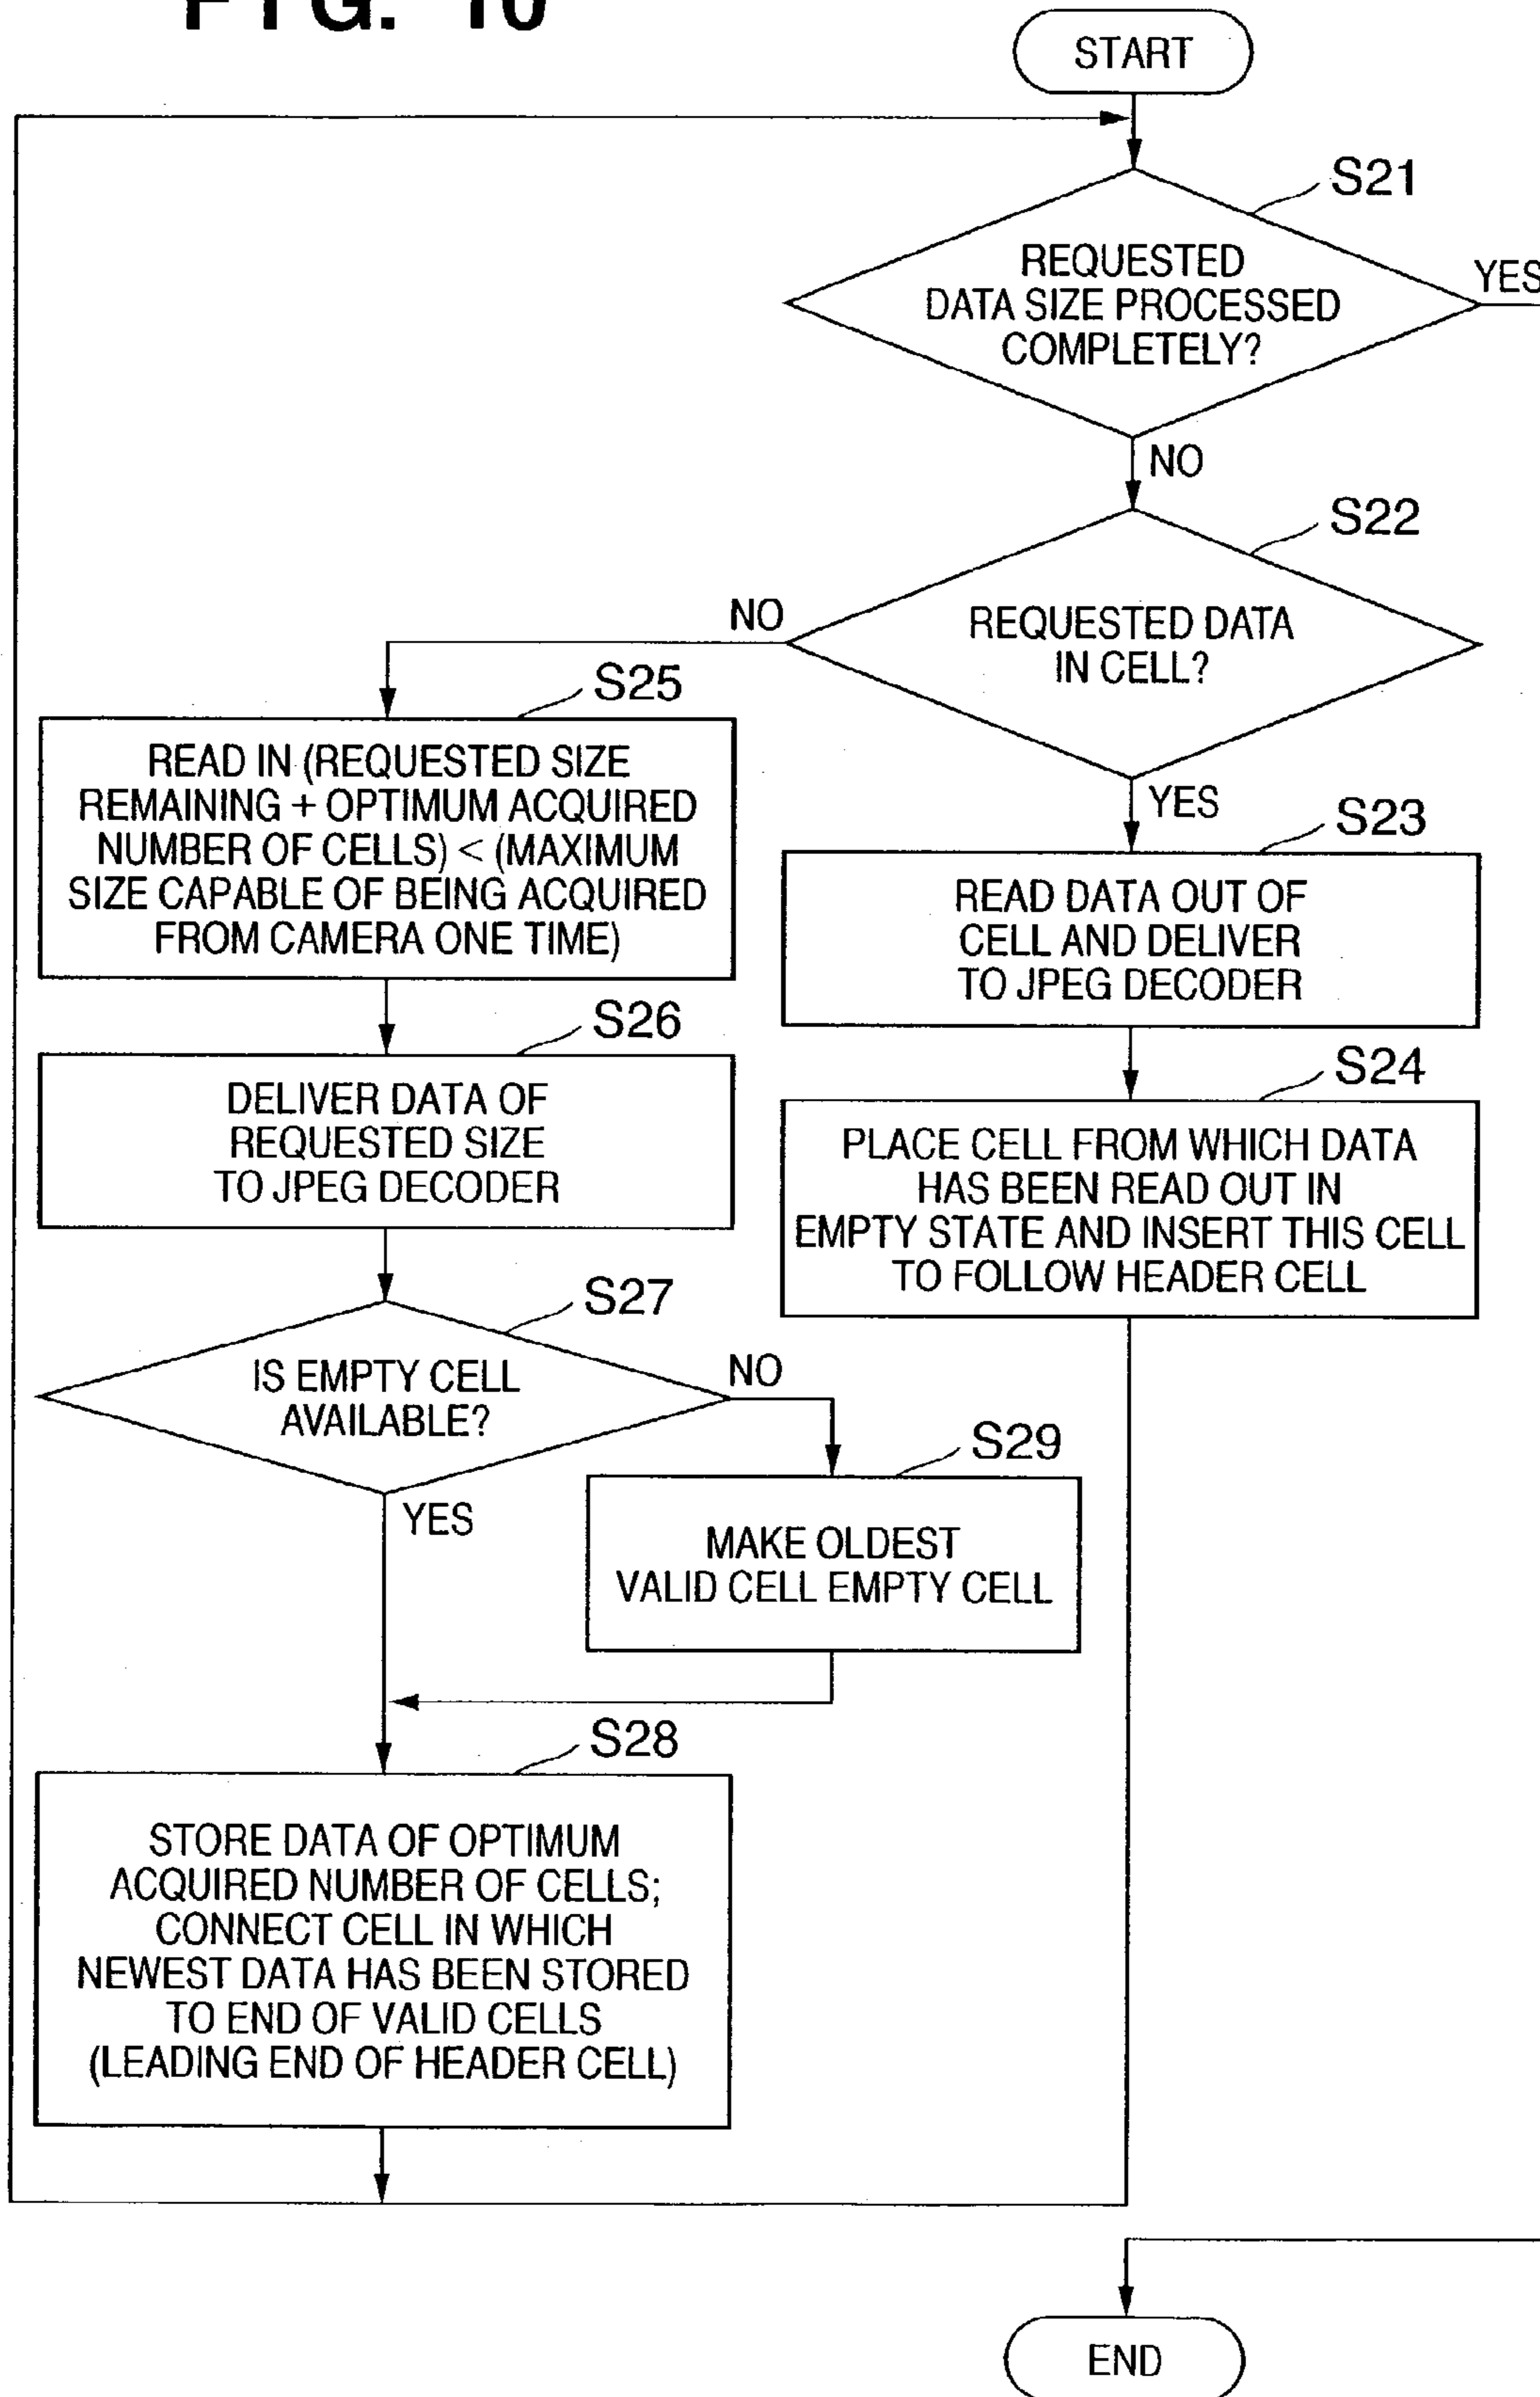 FIG. 10
START
S21
REQUESTED
DATA SIZE PROCESSED
COMPLETELY?
YES
NO
S22
REQUESTED DATA
IN CELL?
NO
YES
S25
READ IN (REQUESTED SIZE
REMAINING + OPTIMUM ACQUIRED
NUMBER OF CELLS) < (MAXIMUM
SIZE CAPABLE OF BEING ACQUIRED
FROM CAMERA ONE TIME)
S23
READ DATA OUT OF
CELL AND DELIVER
TO JPEG DECODER
S26
DELIVER DATA OF
REQUESTED SIZE
TO JPEG DECODER
S24
PLACE CELL FROM WHICH DATA
HAS BEEN READ OUT IN
EMPTY STATE AND INSERT THIS CELL
TO FOLLOW HEADER CELL
S27
IS EMPTY CELL
AVAILABLE?
NO
YES
S29
MAKE OLDEST
VALID CELL EMPTY CELL
S28
STORE DATA OF OPTIMUM
ACQUIRED NUMBER OF CELLS;
CONNECT CELL IN WHICH
NEWEST DATA HAS BEEN STORED
TO END OF VALID CELLS
(LEADING END OF HEADER CELL)
END